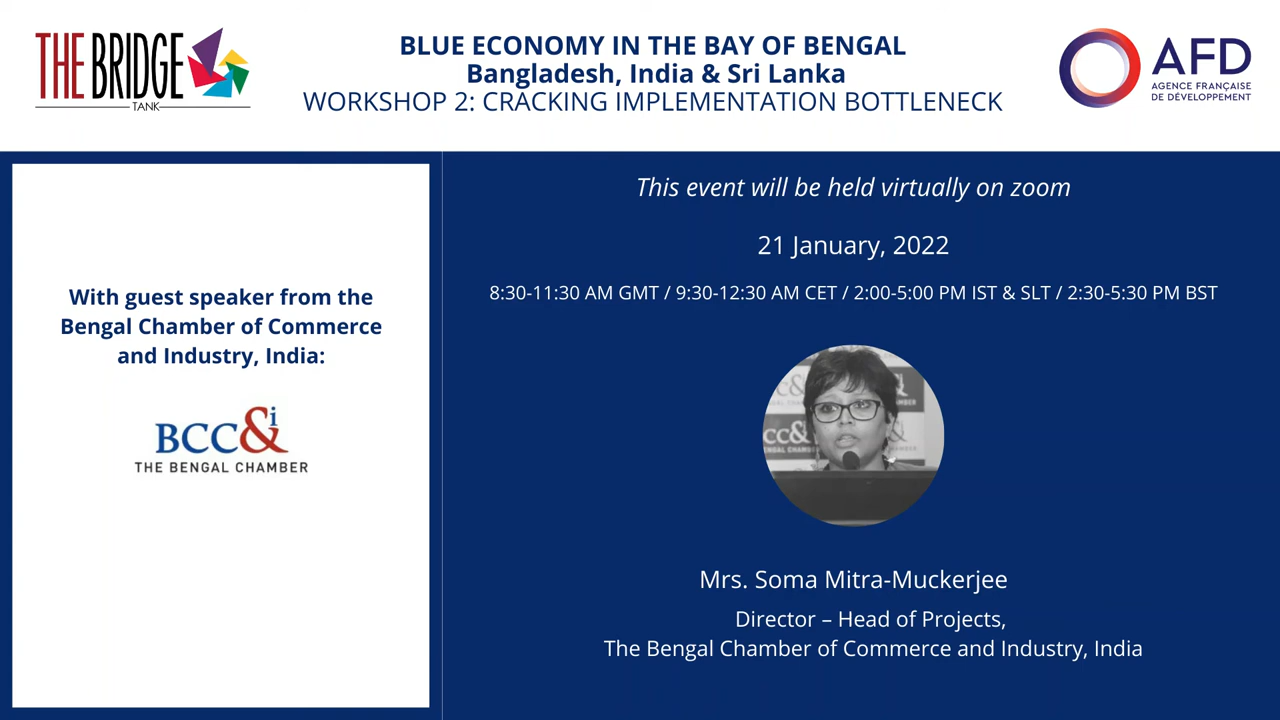 THE BRIDGE
TANK
BLUE ECONOMY IN THE BAY OF BENGAL
Bangladesh, India & Sri Lanka
WORKSHOP 2: CRACKING IMPLEMENTATION BOTTLENECK
AFD
AGENCE FRANÇAISE
DE DÉVELOPPEMENT
With guest speaker from the
Bengal Chamber of Commerce
and Industry, India:
BCC&i
THE BENGAL CHAMBER
This event will be held virtually on zoom
21 January, 2022
8:30-11:30 AM GMT / 9:30-12:30 AM CET / 2:00-5:00 PM IST & SLT / 2:30-5:30 PM BST
Mrs. Soma Mitra-Muckerjee
Director – Head of Projects,
The Bengal Chamber of Commerce and Industry, India